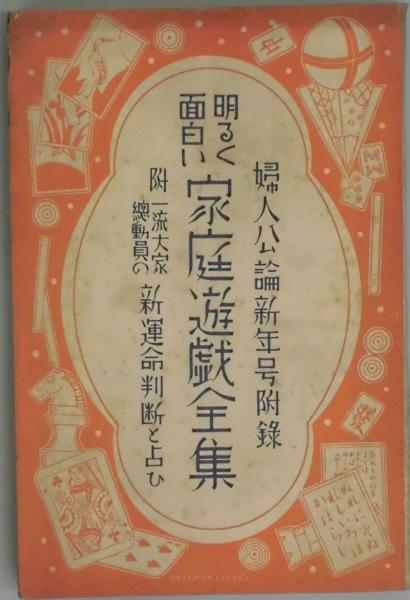 婦人公論新年号附録
明るく
面白い
家庭遊戯全集
附
一流大家
總動員の
新運命判断と占ひ
(MADE IN JAPAN)